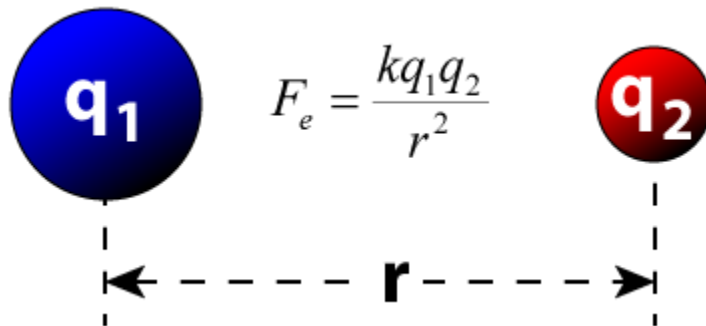 q₁
Fₑ = kq₁q₂ / r²
q₂
r